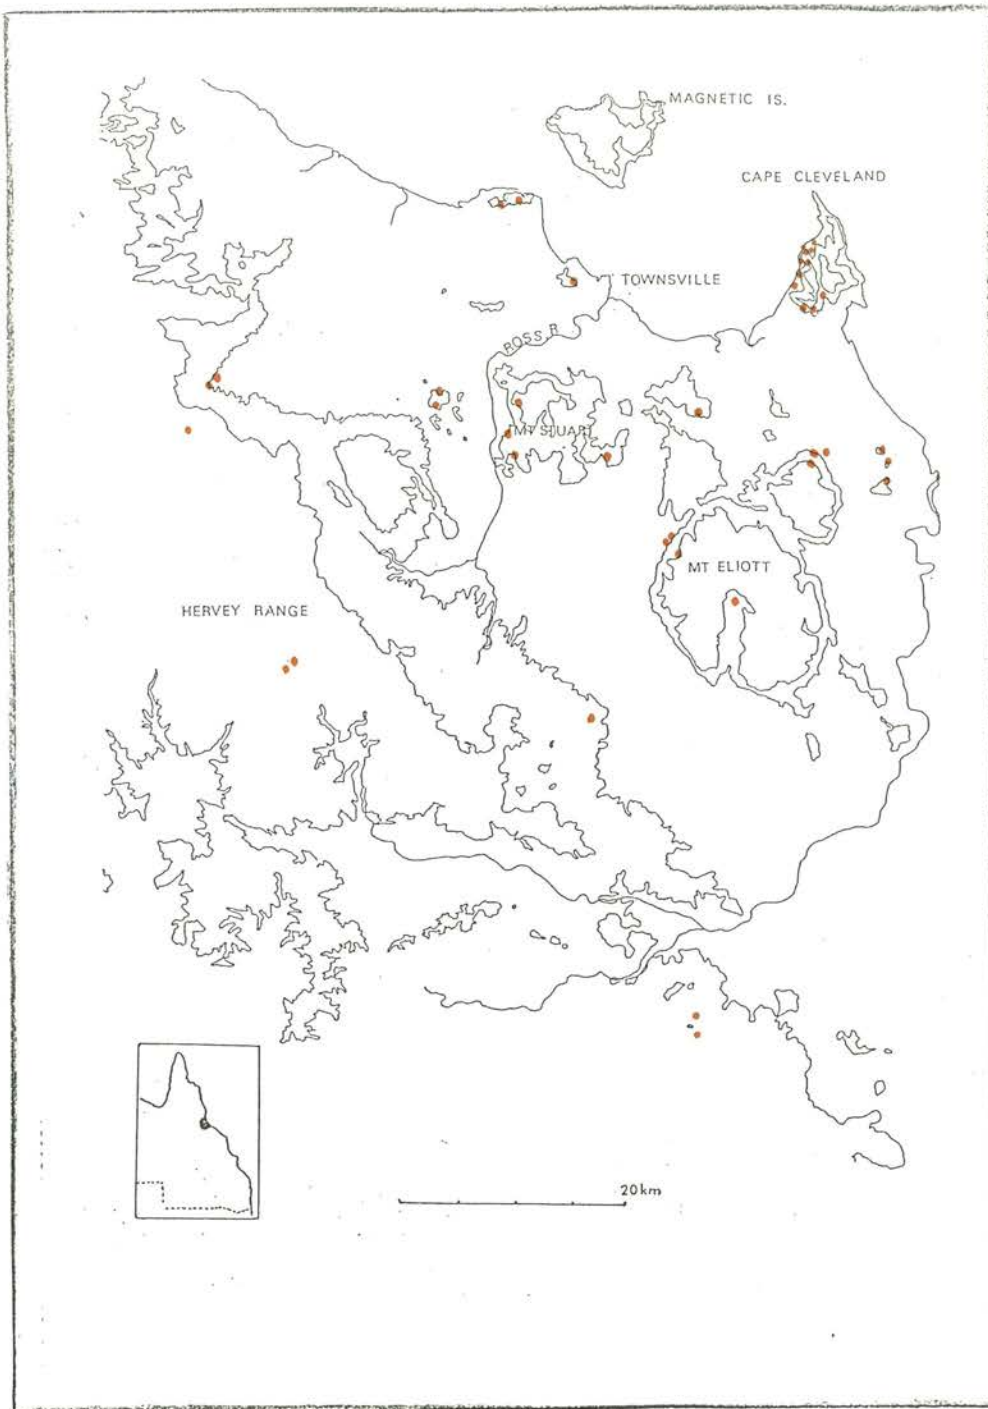 MAGNETIC IS.
CAPE CLEVELAND
TOWNSVILLE
ROSS R
MT STUART
MT ELIOTT
HERVEY RANGE
20km